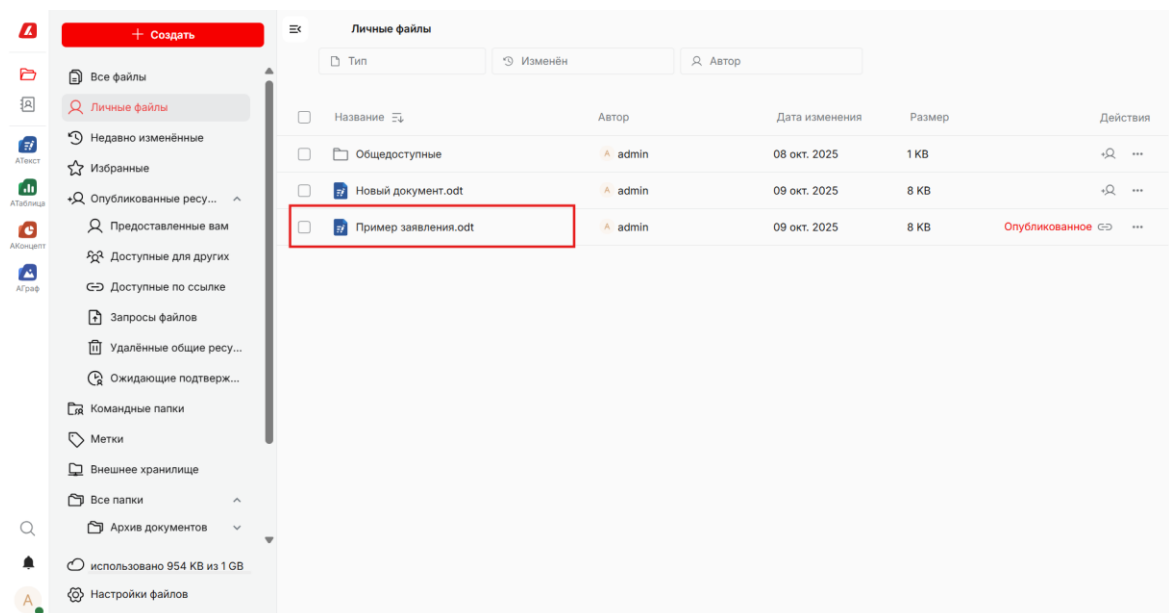 Создать
Все файлы
Личные файлы
Недавно изменённые
Избранные
Опубликованные ресу...
Предоставленные вам
Доступные для других
Доступные по ссылке
Запросы файлов
Удалённые общие ресу...
Ожидающие подтверж...
Командные папки
Метки
Внешнее хранилище
Все папки
Архив документов
использовано 954 KB из 1 GB
Настройки файлов
АТекст
АТаблица
АКонцепт
АГраф
A
Личные файлы
Тип Изменён Автор
Название Автор Дата изменения Размер Действия
Общедоступные A admin 08 окт. 2025 1 KB
Новый документ.odt A admin 09 окт. 2025 8 KB
Пример заявления.odt A admin 09 окт. 2025 8 KB Опубликованное